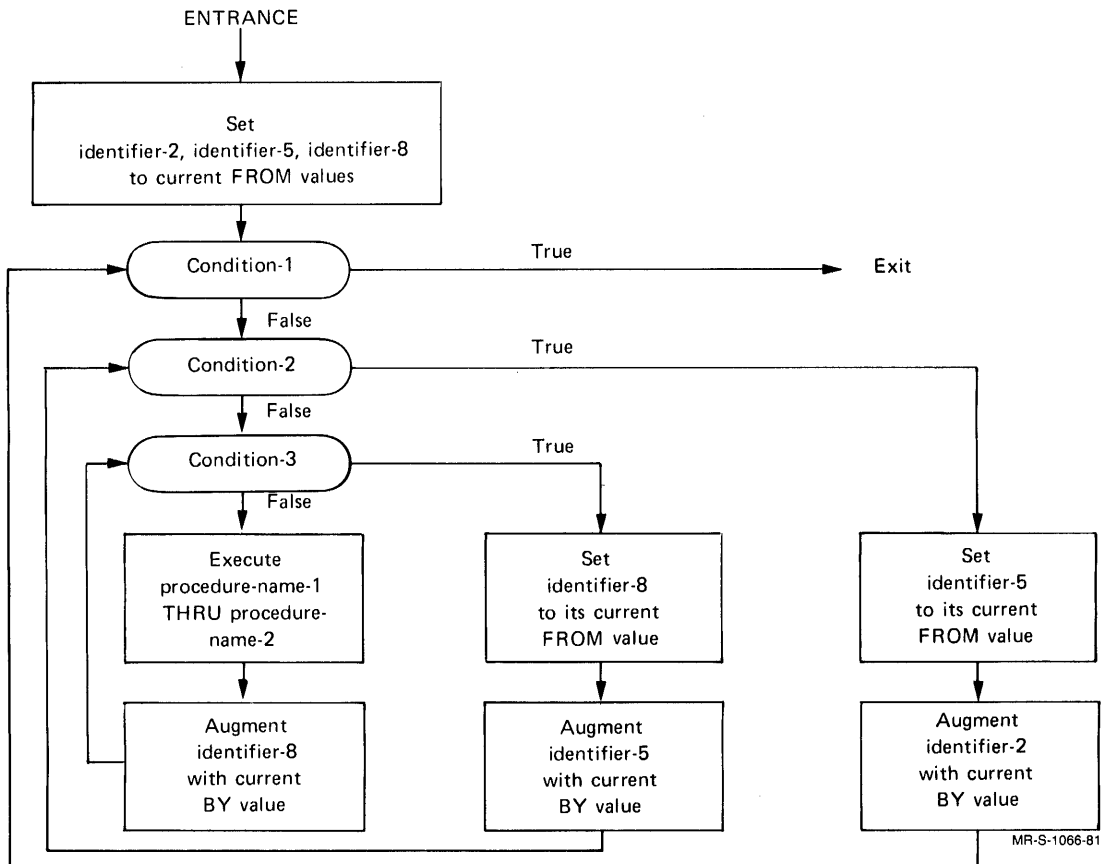 ENTRANCE
Set
identifier-2, identifier-5, identifier-8
to current FROM values
Condition-1
True
Exit
False
Condition-2
True
False
Condition-3
True
False
Execute
procedure-name-1
THRU procedure-
name-2
Set
identifier-8
to its current
FROM value
Set
identifier-5
to its current
FROM value
Augment
identifier-8
with current
BY value
Augment
identifier-5
with current
BY value
Augment
identifier-2
with current
BY value
MR-S-1066-81